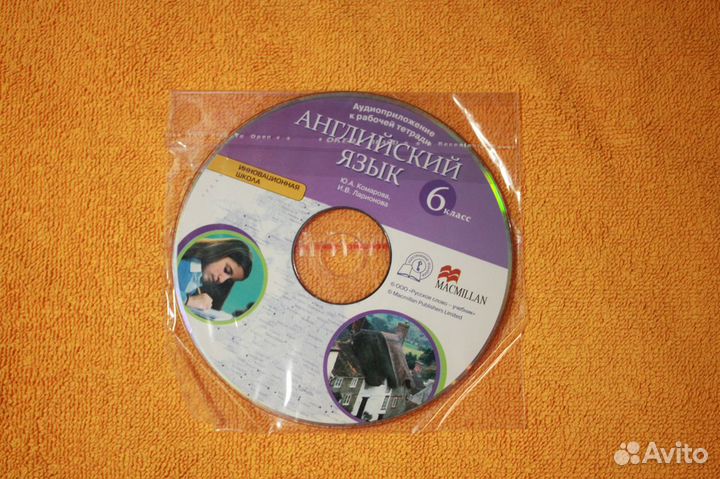 Аудиоприложение
к рабочей тетради
АНГЛИЙСКИЙ
ЯЗЫК
Ю.А. Комарова,
И.В. Ларионова
6 класс
ИННОВАЦИОННАЯ
ШКОЛА
MACMILLAN
© ООО «Русское слово – учебник»
© Macmillan Publishers Limited
Avito